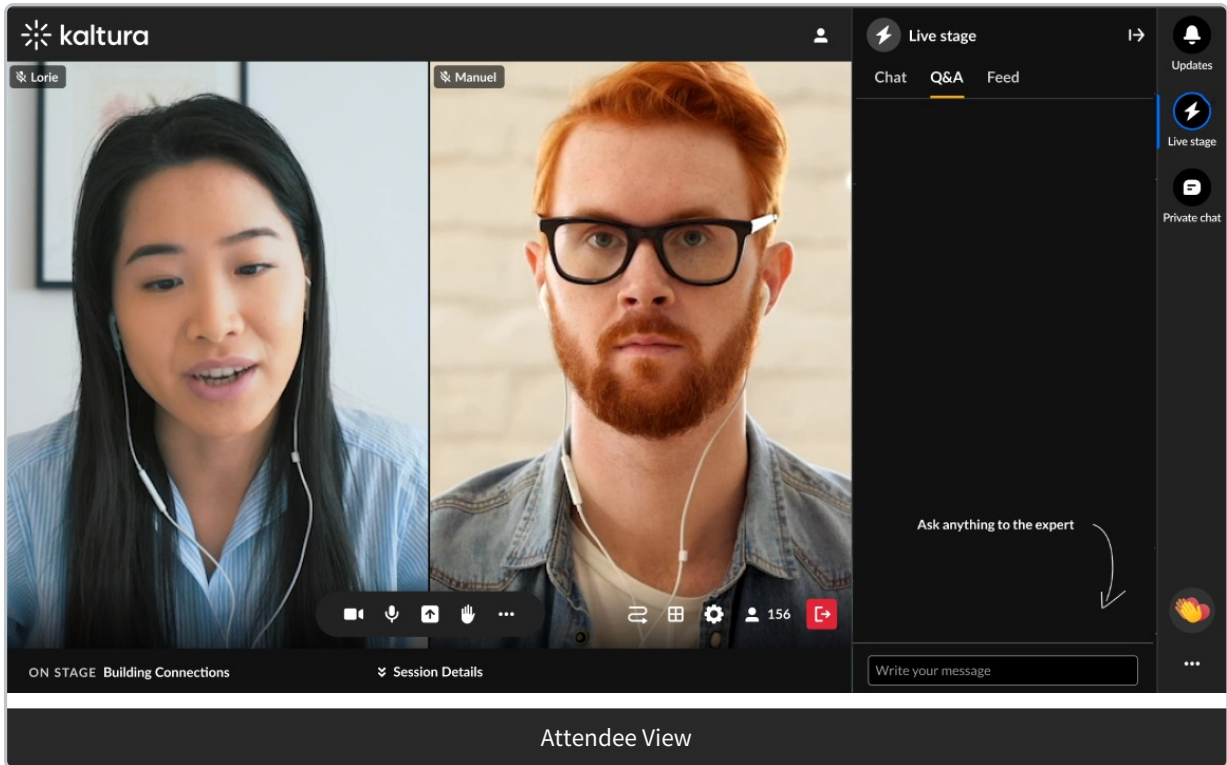 kaltura
Lorie
Manuel
156
ON STAGE Building Connections
Session Details
Live stage
Chat Q&A Feed
Ask anything to the expert
Write your message
Updates
Live stage
Private chat
Attendee View